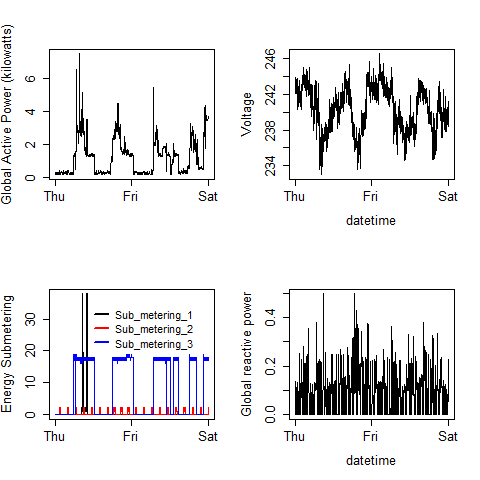 Global Active Power (kilowatts)
0 2 4 6
Thu Fri Sat
Voltage
234 238 242 246
Thu Fri Sat
datetime
Energy Submetering
0 10 20 30
Sub_metering_1
Sub_metering_2
Sub_metering_3
Thu Fri Sat
Global reactive power
0.0 0.2 0.4
Thu Fri Sat
datetime